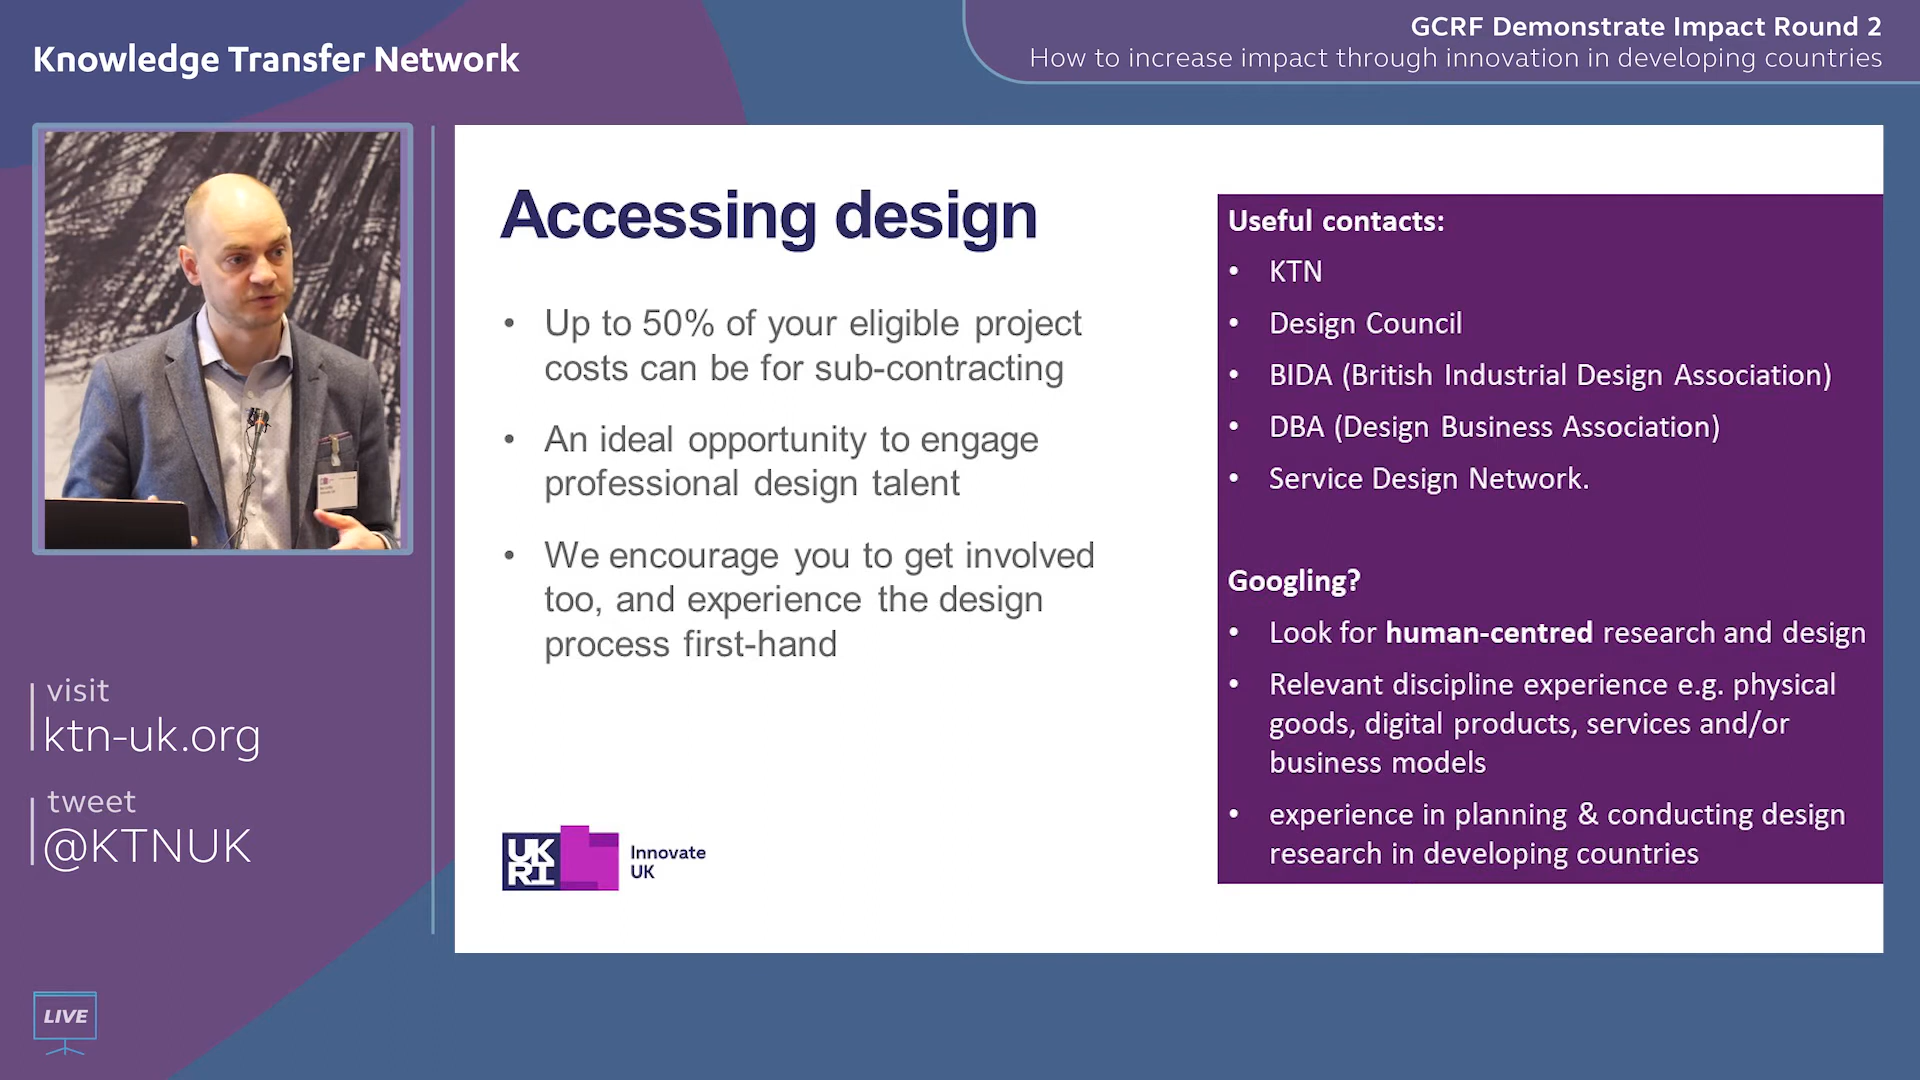 Knowledge Transfer Network
GCRF Demonstrate Impact Round 2
How to increase impact through innovation in developing countries
visit
ktn-uk.org
tweet
@KTNUK
LIVE
Accessing design
• Up to 50% of your eligible project
costs can be for sub-contracting
• An ideal opportunity to engage
professional design talent
• We encourage you to get involved
too, and experience the design
process first-hand
UK
RI
Innovate
UK
Useful contacts:
• KTN
• Design Council
• BIDA (British Industrial Design Association)
• DBA (Design Business Association)
• Service Design Network.
Googling?
• Look for human-centred research and design
• Relevant discipline experience e.g. physical
goods, digital products, services and/or
business models
• experience in planning & conducting design
research in developing countries